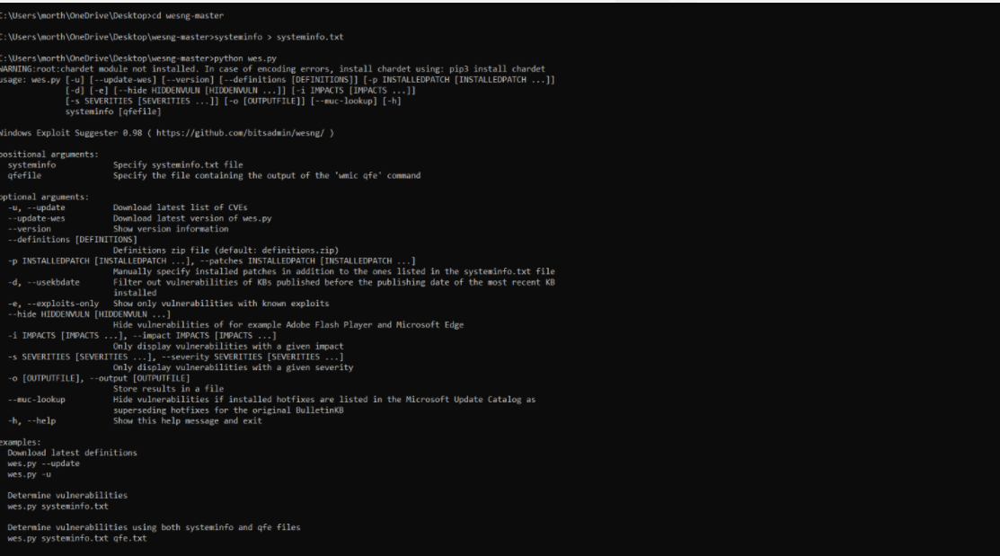 C:\Users\morth\OneDrive\Desktop>cd wesng-master
C:\Users\morth\OneDrive\Desktop\wesng-master>systeminfo > systeminfo.txt
C:\Users\morth\OneDrive\Desktop\wesng-master>python wes.py
WARNING:root:chardet module not installed. In case of encoding errors, install chardet using: pip3 install chardet
usage: wes.py [-u] [--update-wes] [--version] [--definitions [DEFINITIONS]] [-p INSTALLEDPATCH [INSTALLEDPATCH ...]]
[-d] [-e] [--hide HIDDENVULN [HIDDENVULN ...]] [-i IMPACTS [IMPACTS ...]]
[-s SEVERITIES [SEVERITIES ...]] [-o [OUTPUTFILE]] [--muc-lookup] [-h]
systeminfo [qfefile]
Windows Exploit Suggester 0.98 ( https://github.com/bitsadmin/wesng/ )
positional arguments:
systeminfo Specify systeminfo.txt file
qfefile Specify the file containing the output of the 'wmic qfe' command
optional arguments:
-u, --update Download latest list of CVEs
--update-wes Download latest version of wes.py
--version Show version information
--definitions [DEFINITIONS]
Definitions zip file (default: definitions.zip)
-p INSTALLEDPATCH [INSTALLEDPATCH ...], --patches INSTALLEDPATCH [INSTALLEDPATCH ...]
Manually specify installed patches in addition to the ones listed in the systeminfo.txt file
-d, --usekbdate Filter out vulnerabilities of KBs published before the publishing date of the most recent KB
installed
-e, --exploits-only Show only vulnerabilities with known exploits
--hide HIDDENVULN [HIDDENVULN ...]
Hide vulnerabilities of for example Adobe Flash Player and Microsoft Edge
-i IMPACTS [IMPACTS ...], --impact IMPACTS [IMPACTS ...]
Only display vulnerabilities with a given impact
-s SEVERITIES [SEVERITIES ...], --severity SEVERITIES [SEVERITIES ...]
Only display vulnerabilities with a given severity
-o [OUTPUTFILE], --output [OUTPUTFILE]
Store results in a file
--muc-lookup Hide vulnerabilities if installed hotfixes are listed in the Microsoft Update Catalog as
superseding hotfixes for the original BulletinKB
-h, --help Show this help message and exit
examples:
Download latest definitions
wes.py --update
wes.py -u
Determine vulnerabilities
wes.py systeminfo.txt
Determine vulnerabilities using both systeminfo and qfe files
wes.py systeminfo.txt qfe.txt